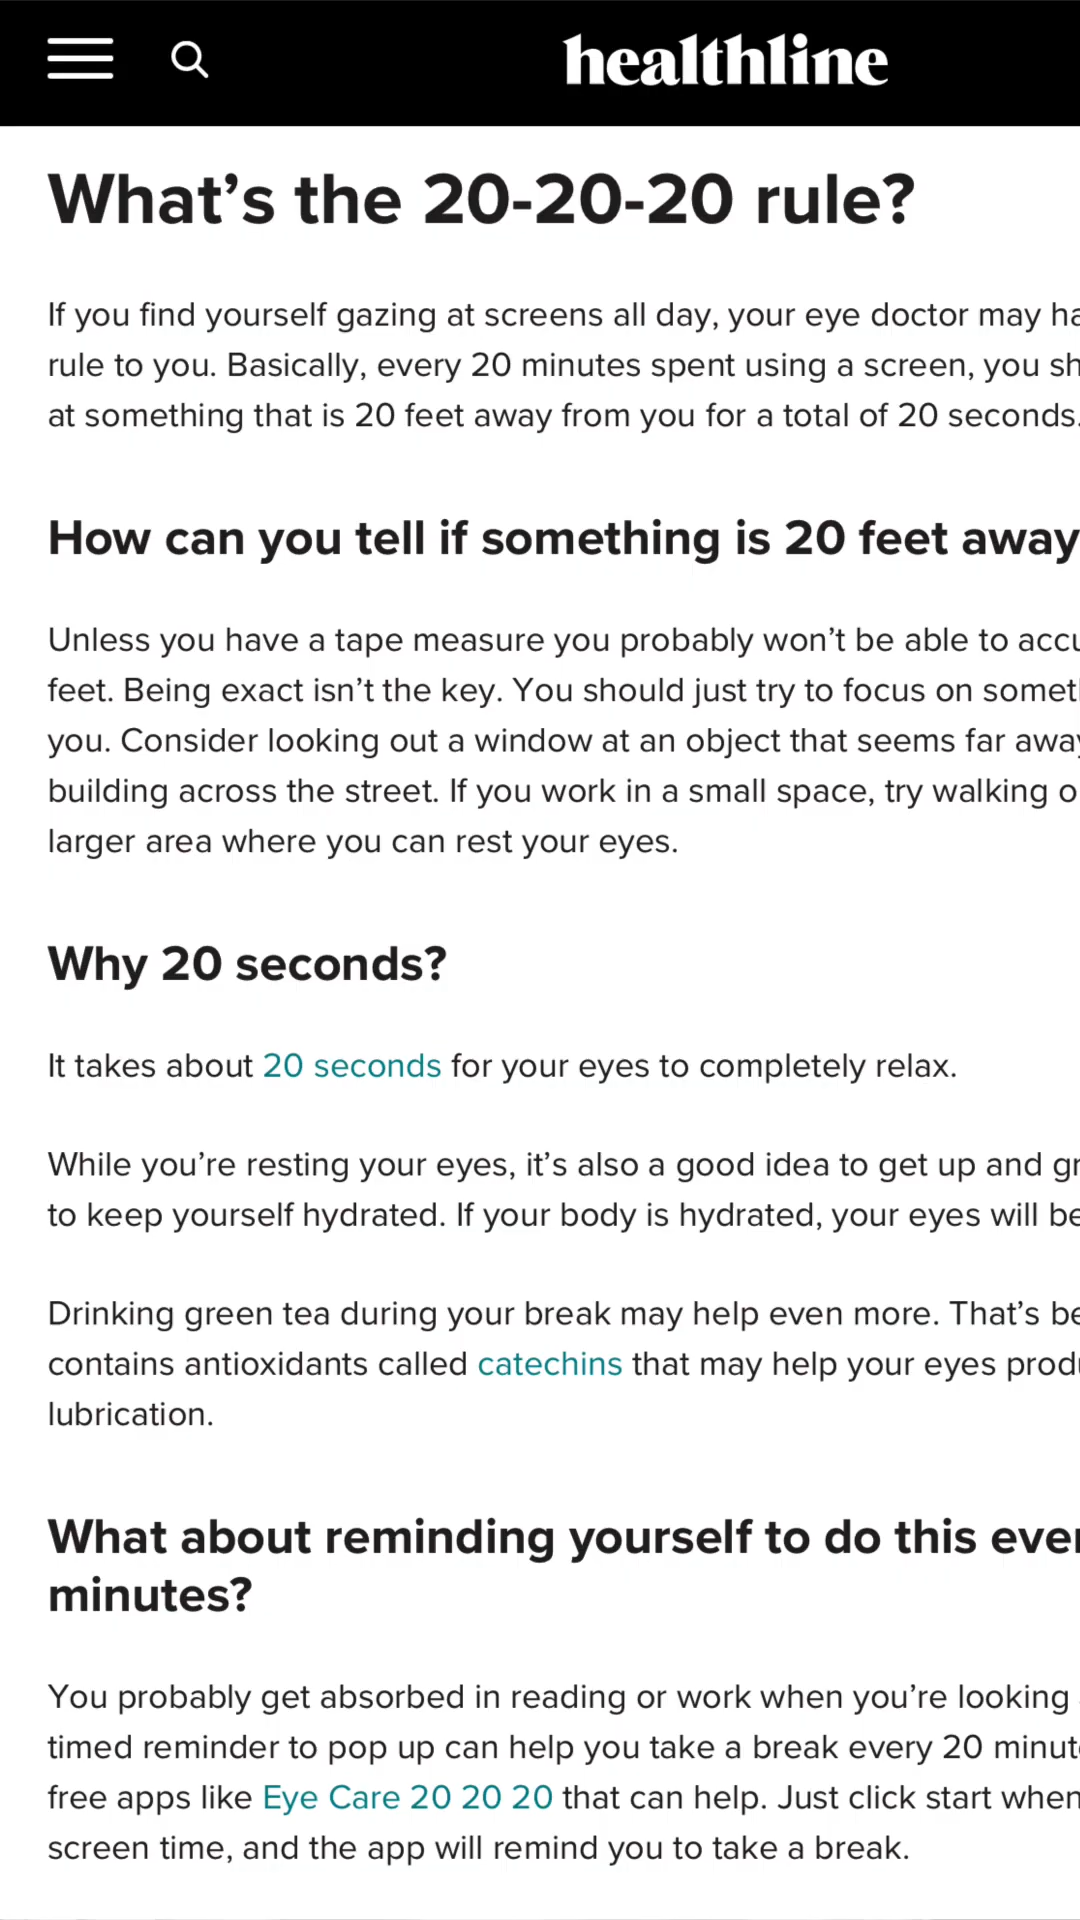 healthline
What’s the 20-20-20 rule?
If you find yourself gazing at screens all day, your eye doctor may
rule to you. Basically, every 20 minutes spent using a screen, you
at something that is 20 feet away from you for a total of 20 seconds.
How can you tell if something is 20 feet away
Unless you have a tape measure you probably won’t be able to
feet. Being exact isn’t the key. You should just try to focus on
you. Consider looking out a window at an object that seems far
building across the street. If you work in a small space, try walking
larger area where you can rest your eyes.
Why 20 seconds?
It takes about 20 seconds for your eyes to completely relax.
While you’re resting your eyes, it’s also a good idea to get up and
to keep yourself hydrated. If your body is hydrated, your eyes will be
Drinking green tea during your break may help even more. That’s
contains antioxidants called catechins that may help your eyes
lubrication.
What about reminding yourself to do this
minutes?
You probably get absorbed in reading or work when you’re looking
timed reminder to pop up can help you take a break every 20
free apps like Eye Care 20 20 20 that can help. Just click start when
screen time, and the app will remind you to take a break.